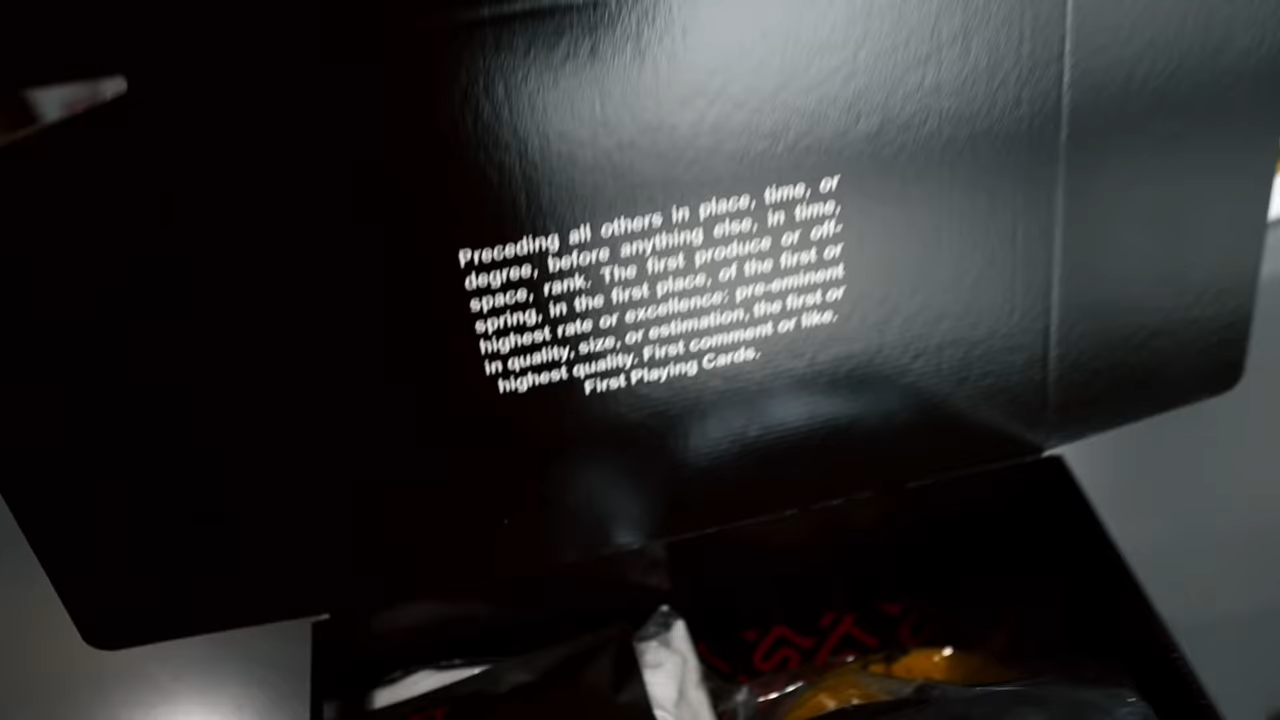 Preceding all others in place, time, or
degree, before anything else, in time,
space, rank. The first produce or off-
spring, in the first place, of the first or
highest rate or excellence; pre-eminent
in quality, size, or estimation, the first or
highest quality. First comment or like.
First Playing Cards.